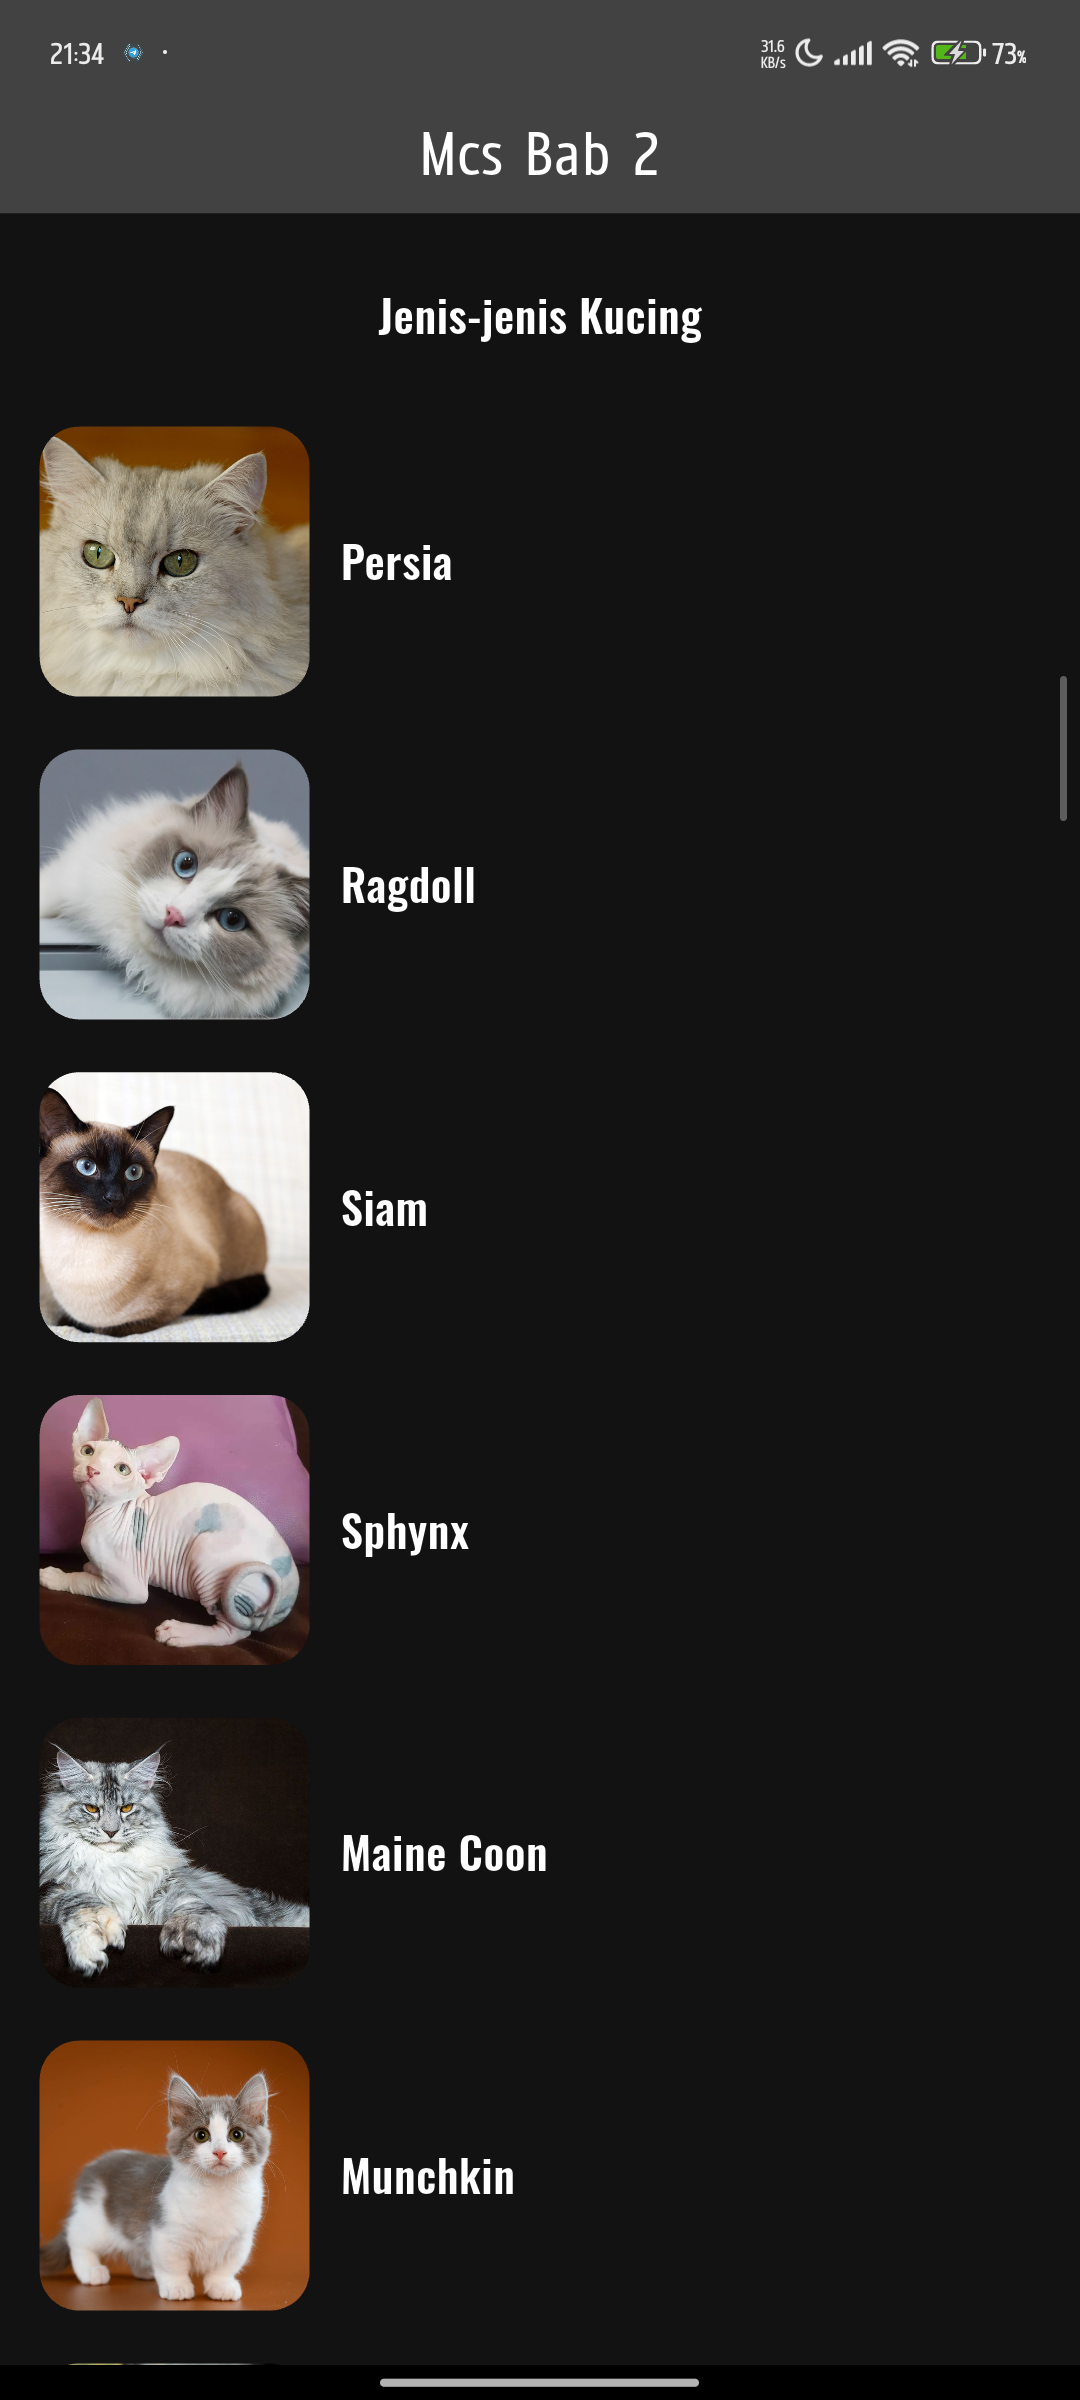 21:34
31.6
KB/s
73%
Mcs Bab 2
Jenis-jenis Kucing
Persia
Ragdoll
Siam
Sphynx
Maine Coon
Munchkin